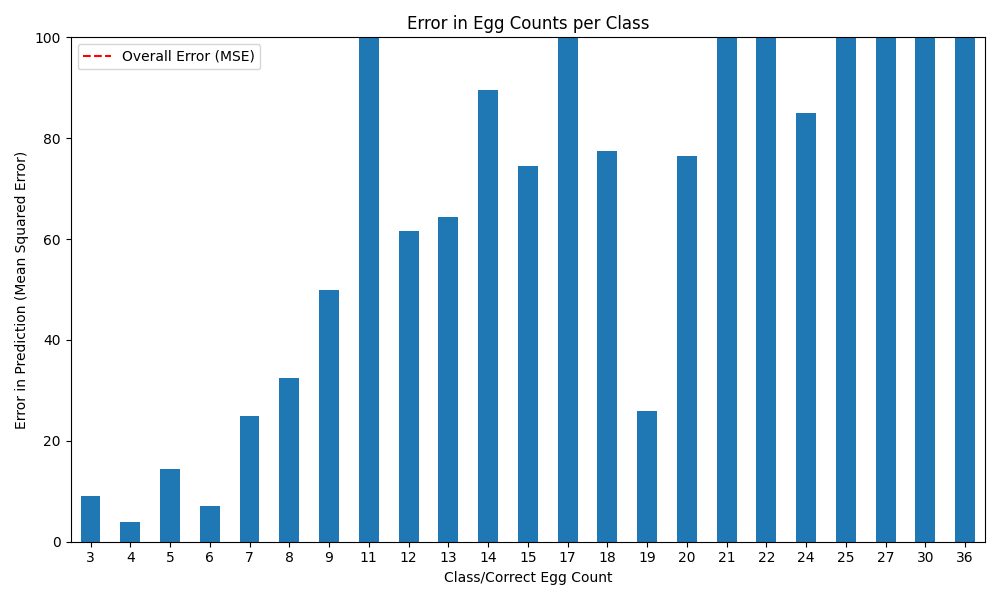 Error in Egg Counts per Class
Overall Error (MSE)
Error in Prediction (Mean Squared Error)
100
80
60
40
20
0
3 4 5 6 7 8 9 11 12 13 14 15 17 18 19 20 21 22 24 25 27 30 36
Class/Correct Egg Count